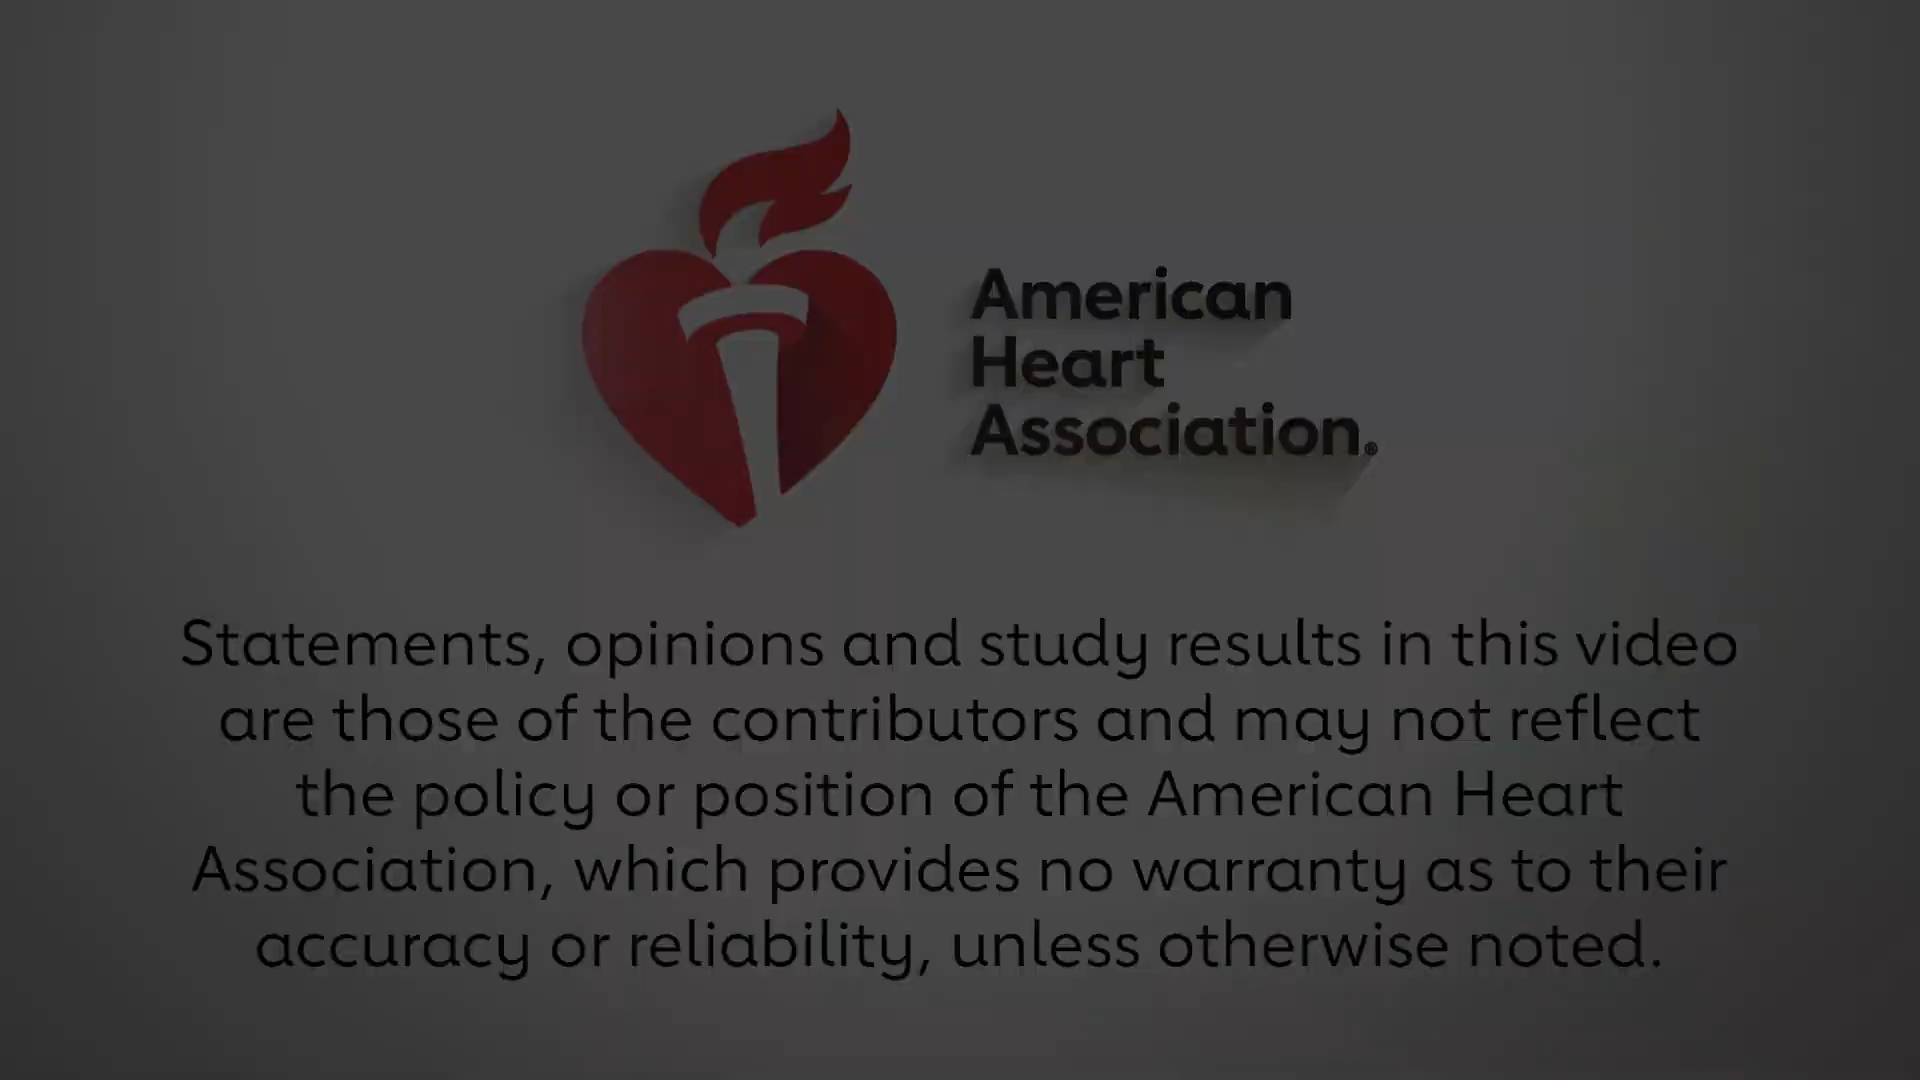 American
Heart
Association®
Statements, opinions and study results in this video
are those of the contributors and may not reflect
the policy or position of the American Heart
Association, which provides no warranty as to their
accuracy or reliability, unless otherwise noted.